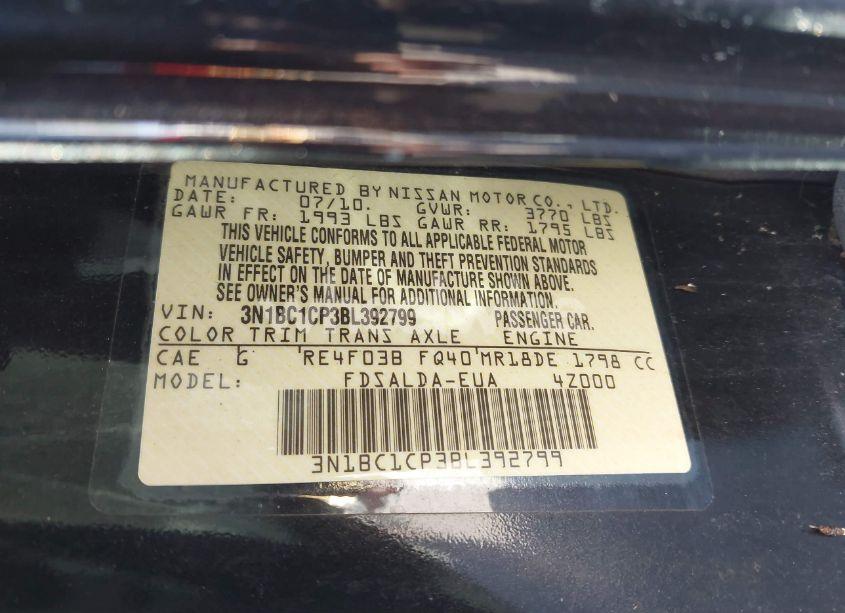 MANUFACTURED BY NISSAN MOTOR CO., LTD.
DATE: 07/10. GVWR: 3770 LBS
GAWR FR: 1993 LBS GAWR RR: 1795 LBS
THIS VEHICLE CONFORMS TO ALL APPLICABLE FEDERAL MOTOR
VEHICLE SAFETY, BUMPER AND THEFT PREVENTION STANDARDS
IN EFFECT ON THE DATE OF MANUFACTURE SHOWN ABOVE.
SEE OWNER'S MANUAL FOR ADDITIONAL INFORMATION.
VIN: 3N1BC1CP3BL392799 PASSENGER CAR.
COLOR TRIM TRANS AXLE ENGINE
CAE G RE4F03B FQ40 MR18DE 1798 CC
MODEL: FDSALDA-EUA 4Z000
3N1BC1CP3BL392799